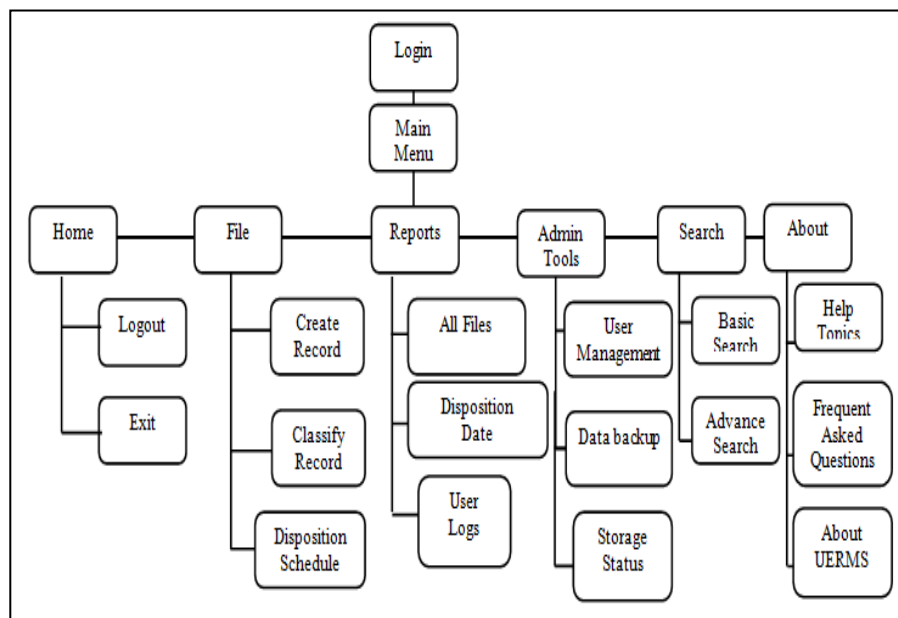 Login
Main
Menu
Home
File
Reports
Admin
Tools
Search
About
Logout
Exit
Create
Record
Classify
Record
Disposition
Schedule
All Files
Disposition
Date
User
Logs
User
Management
Data backup
Storage
Status
Basic
Search
Advance
Search
Help
Topics
Frequent
Asked
Questions
About
UERMS